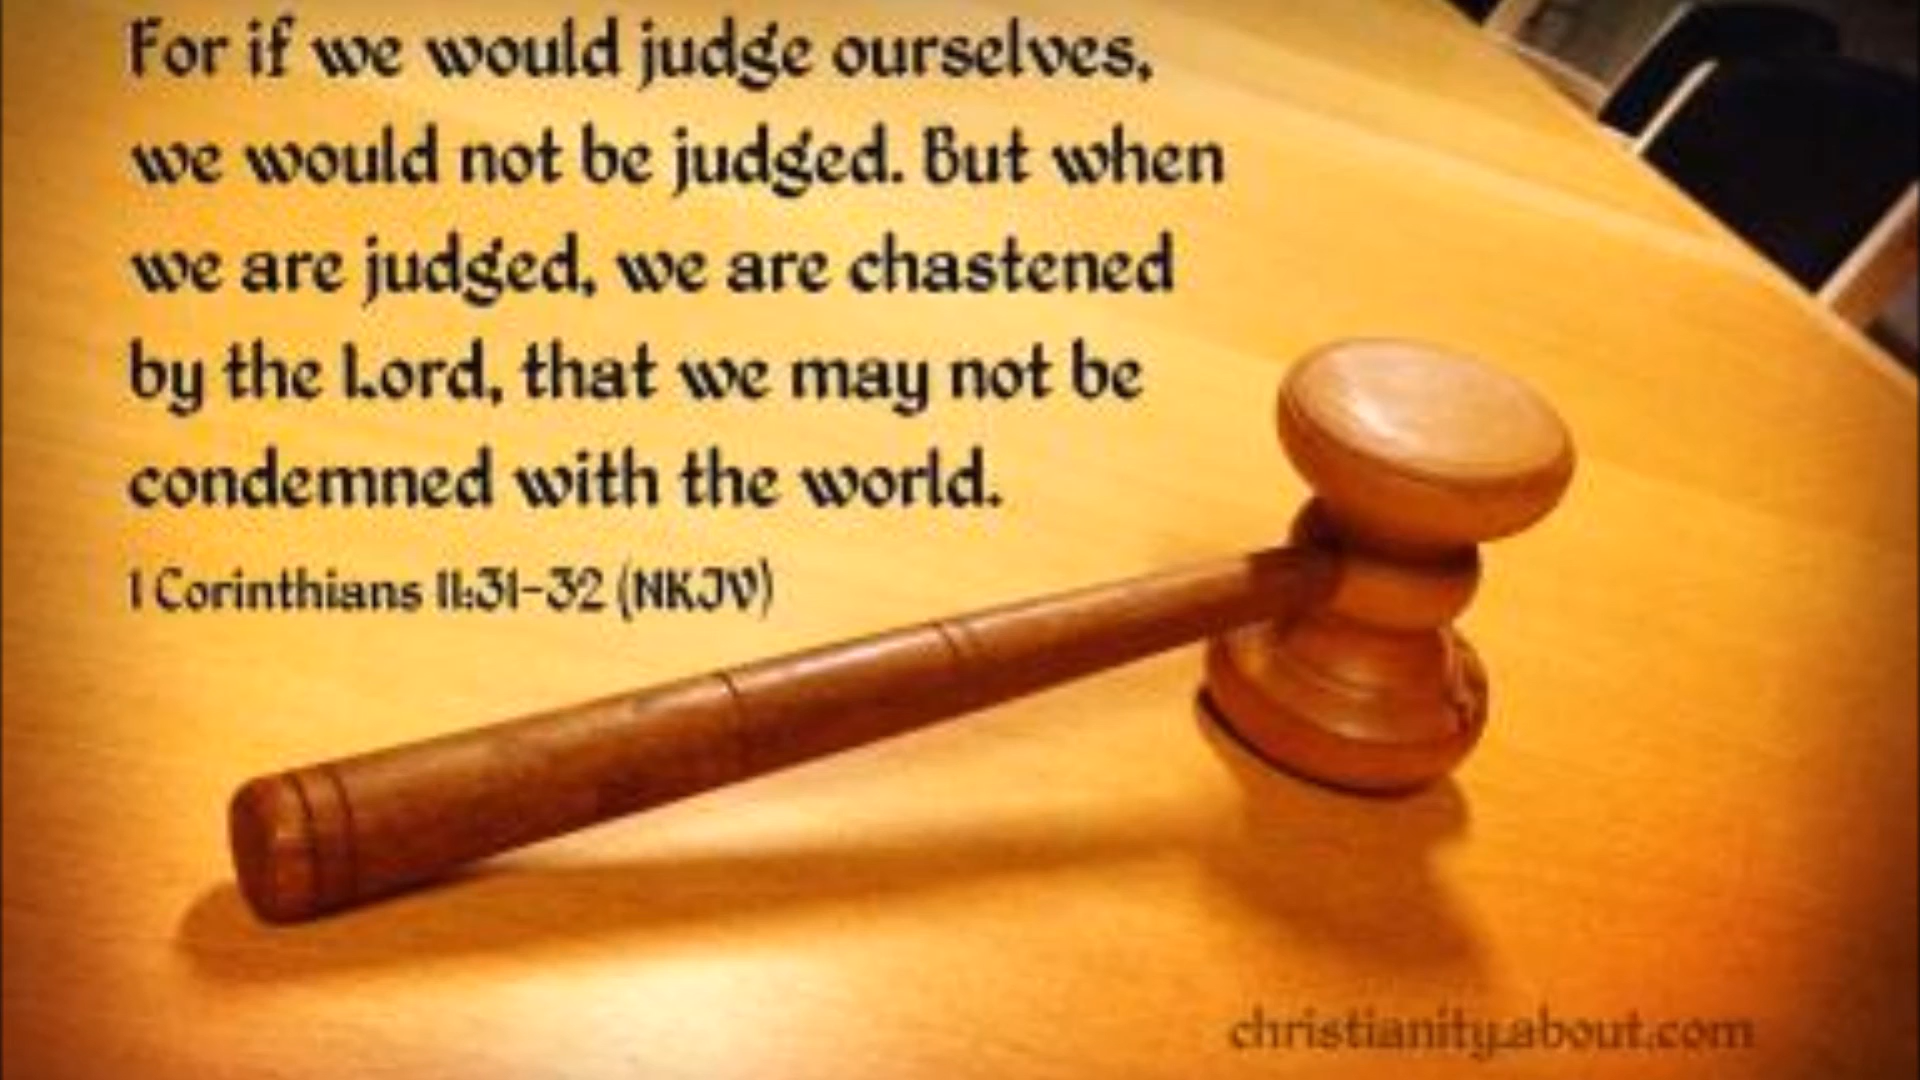 For if we would judge ourselves,
we would not be judged. But when
we are judged, we are chastened
by the Lord, that we may not be
condemned with the world.
1 Corinthians 11:31-32 (NKJV)
christianity.about.com